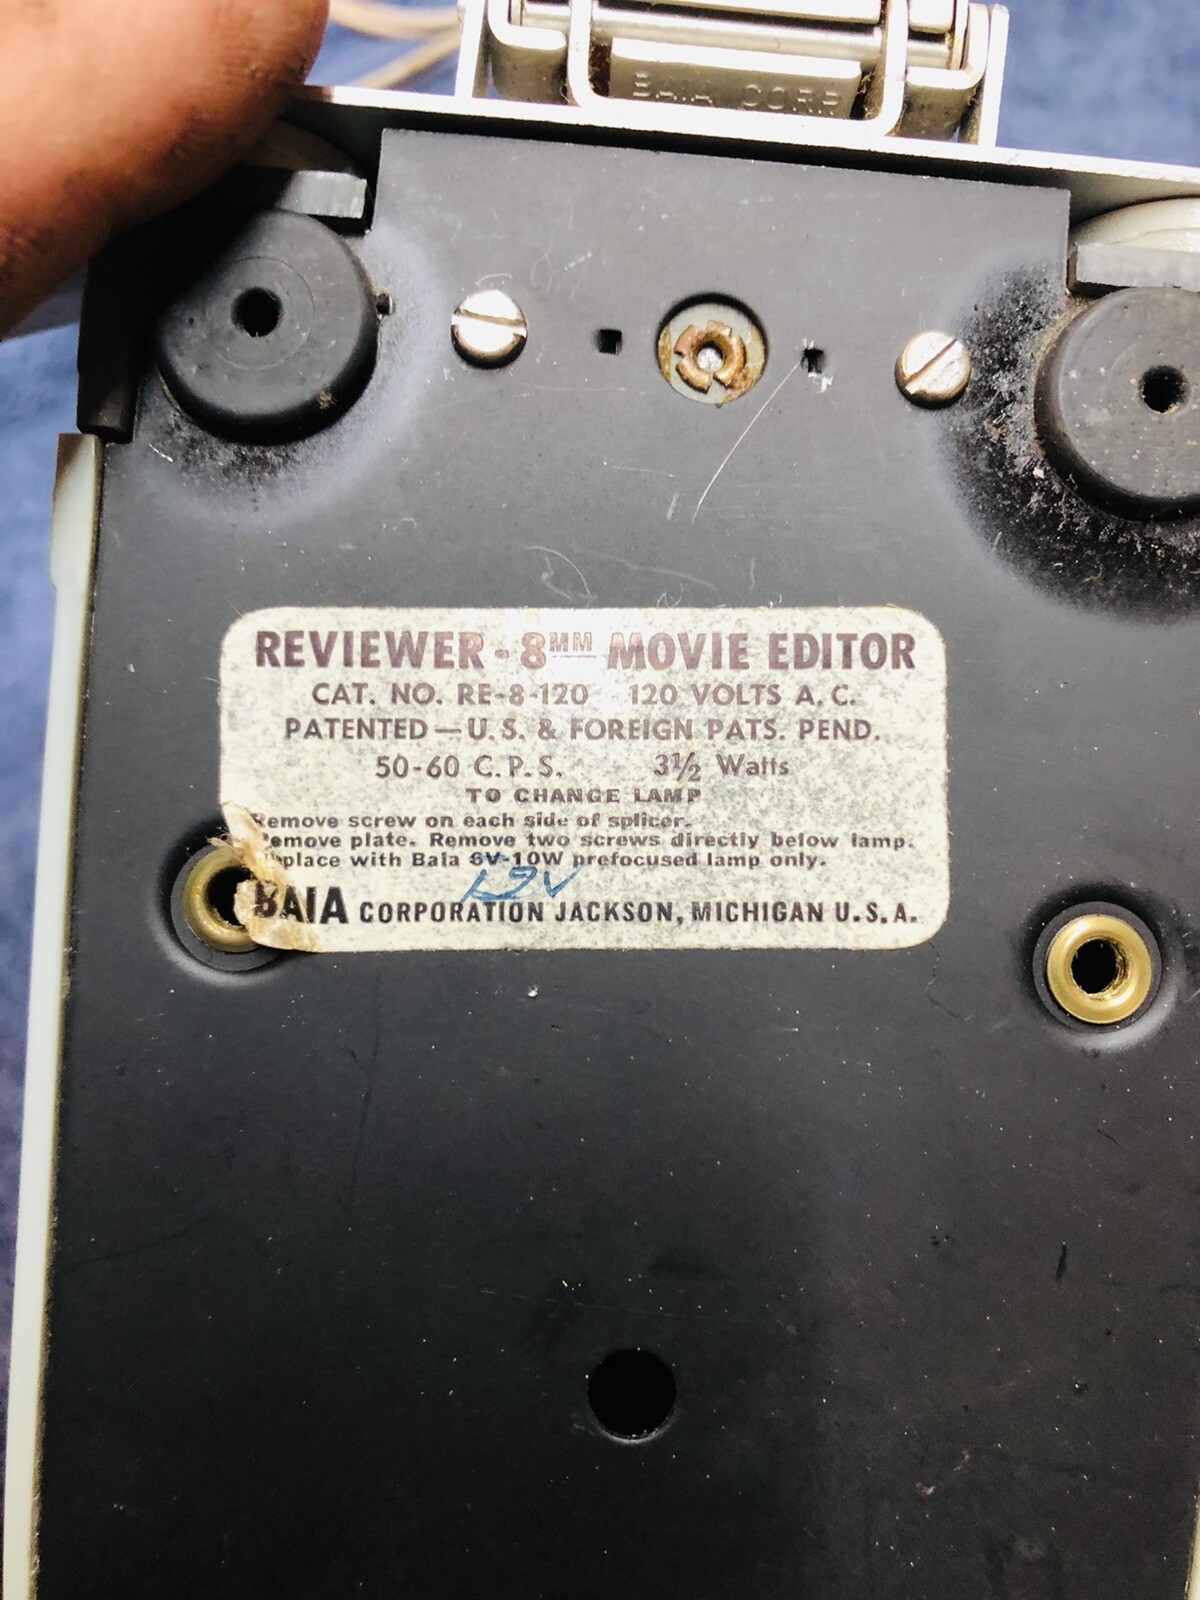 BAIA CORP
REVIEWER - 8MM MOVIE EDITOR
CAT. NO. RE-8-120 120 VOLTS A.C.
PATENTED — U.S. & FOREIGN PATS. PEND.
50-60 C.P.S. 3½ Watts
TO CHANGE LAMP
Remove screw on each side of splicer.
Remove plate. Remove two screws directly below lamp.
place with Baia 6V-10W prefocused lamp only.
BAIA CORPORATION JACKSON, MICHIGAN U.S.A.